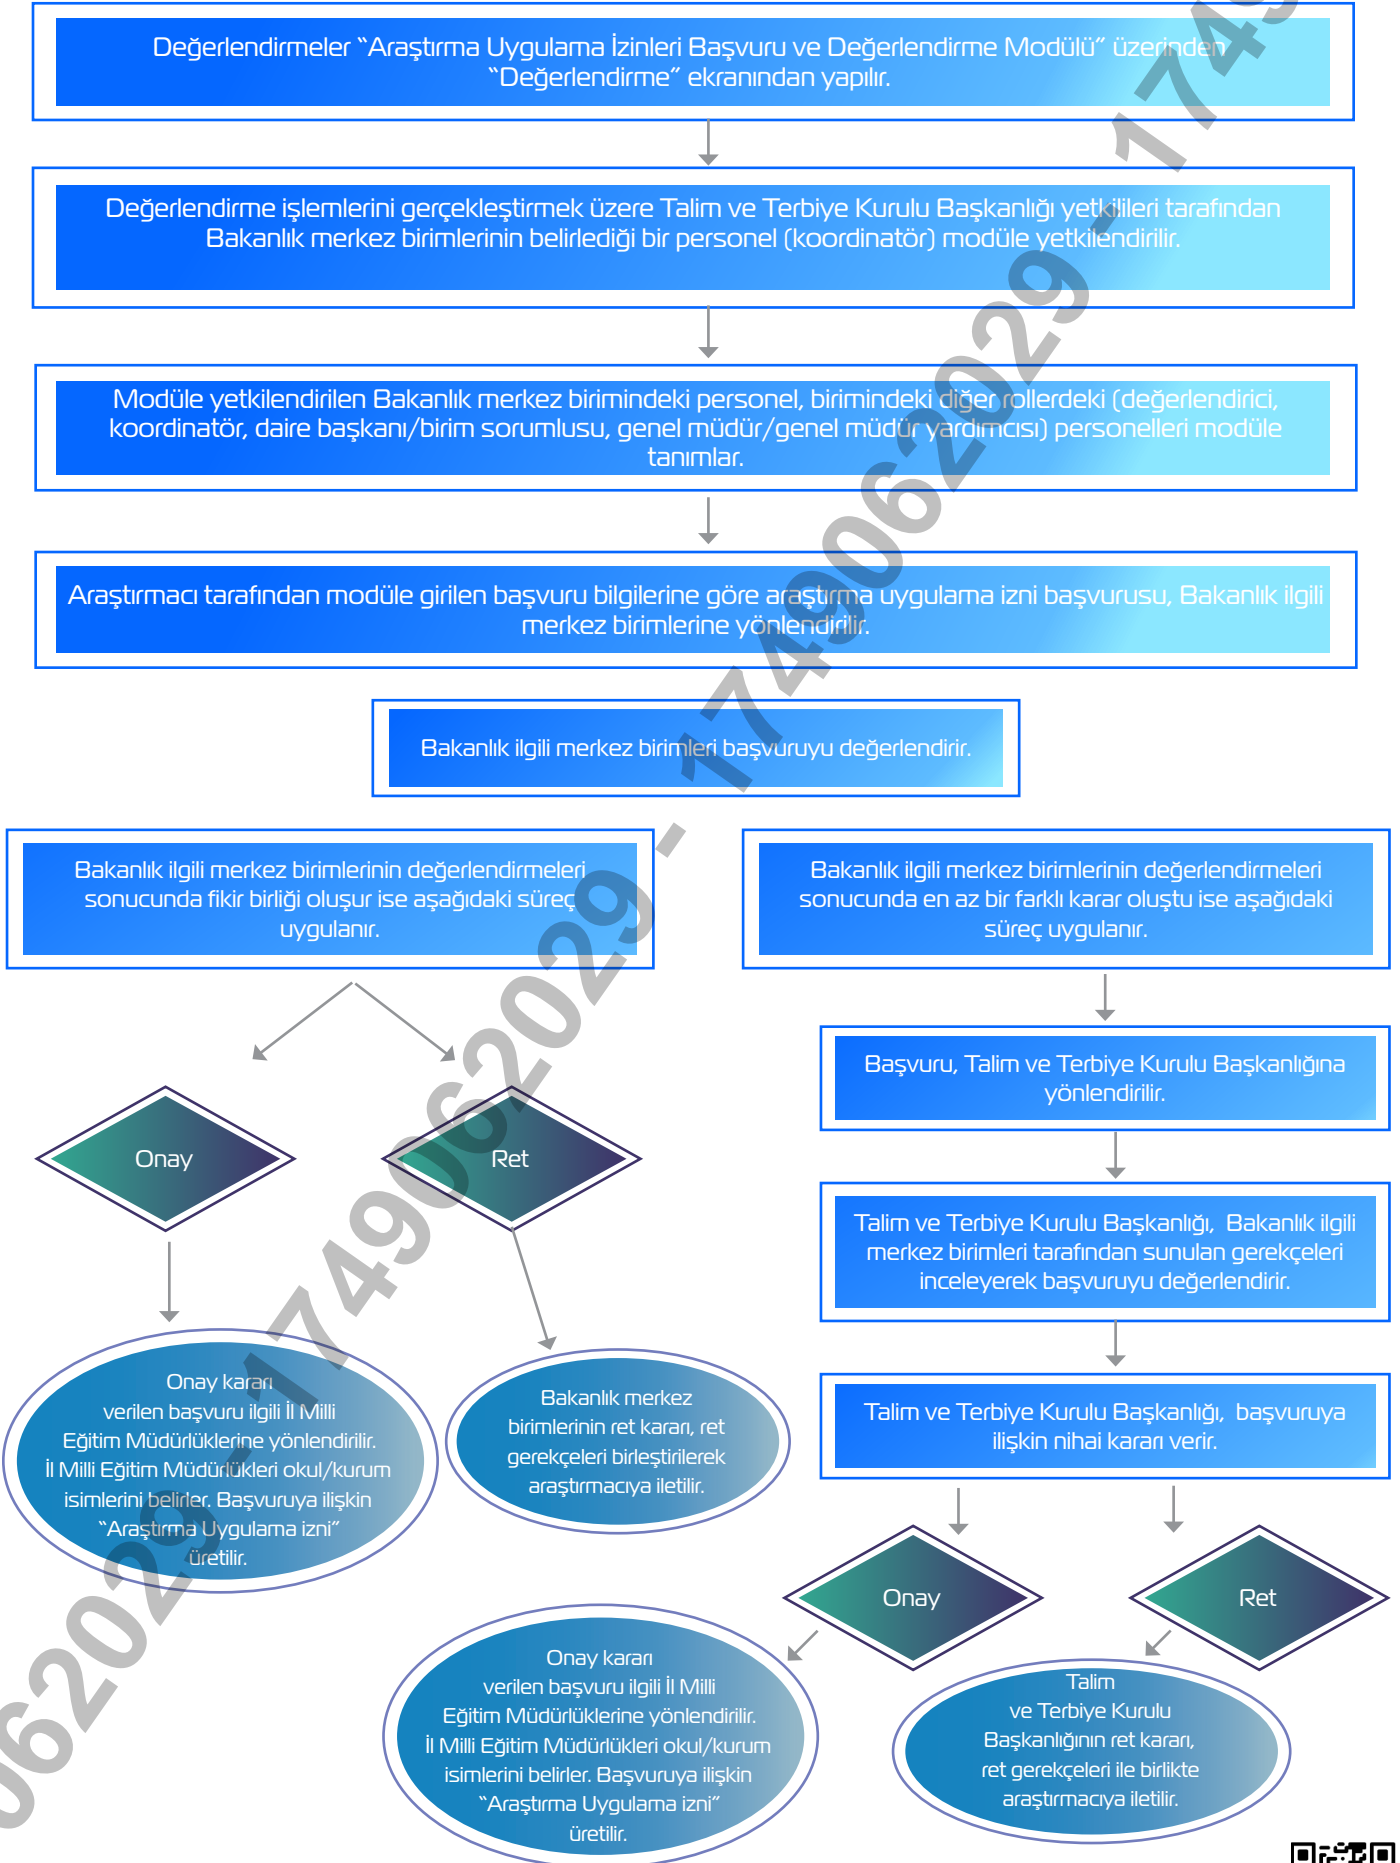 Değerlendirmeler “Araştırma Uygulama İzinleri Başvuru ve Değerlendirme Modülü” üzerinden
“Değerlendirme” ekranından yapılır.
Değerlendirme işlemlerini gerçekleştirmek üzere Talim ve Terbiye Kurulu Başkanlığı yetkilileri tarafından
Bakanlık merkez birimlerinin belirlediği bir personel (koordinatör) modüle yetkilendirilir.
Modüle yetkilendirilen Bakanlık merkez birimindeki personel, birimindeki diğer rollerdeki (değerlendirici,
koordinatör, daire başkanı/birim sorumlusu, genel müdür/genel müdür yardımcısı) personelleri modüle
tanımlar.
Araştırmacı tarafından modüle girilen başvuru bilgilerine göre araştırma uygulama izni başvurusu, Bakanlık ilgili
merkez birimlerine yönlendirilir.
Bakanlık ilgili merkez birimleri başvuruyu değerlendirir.
Bakanlık ilgili merkez birimlerinin değerlendirmeleri
sonucunda fikir birliği oluşur ise aşağıdaki süreç
uygulanır.
Bakanlık ilgili merkez birimlerinin değerlendirmeleri
sonucunda en az bir farklı karar oluştu ise aşağıdaki
süreç uygulanır.
Başvuru, Talim ve Terbiye Kurulu Başkanlığına
yönlendirilir.
Onay
Ret
Talim ve Terbiye Kurulu Başkanlığı, Bakanlık ilgili
merkez birimleri tarafından sunulan gerekçeleri
inceleyerek başvuruyu değerlendirir.
Onay kararı
verilen başvuru ilgili İl Milli
Eğitim Müdürlüklerine yönlendirilir.
İl Milli Eğitim Müdürlükleri okul/kurum
isimlerini belirler. Başvuruya ilişkin
“Araştırma Uygulama izni”
üretilir.
Bakanlık merkez
birimlerinin ret kararı, ret
gerekçeleri birleştirilerek
araştırmacıya iletilir.
Talim ve Terbiye Kurulu Başkanlığı, başvuruya
ilişkin nihai kararı verir.
Onay
Ret
Onay kararı
verilen başvuru ilgili İl Milli
Eğitim Müdürlüklerine yönlendirilir.
İl Milli Eğitim Müdürlükleri okul/kurum
isimlerini belirler. Başvuruya ilişkin
“Araştırma Uygulama izni”
üretilir.
Talim
ve Terbiye Kurulu
Başkanlığının ret kararı,
ret gerekçeleri ile birlikte
araştırmacıya iletilir.
062029 - 1749062029 - 1749062029 - 1749